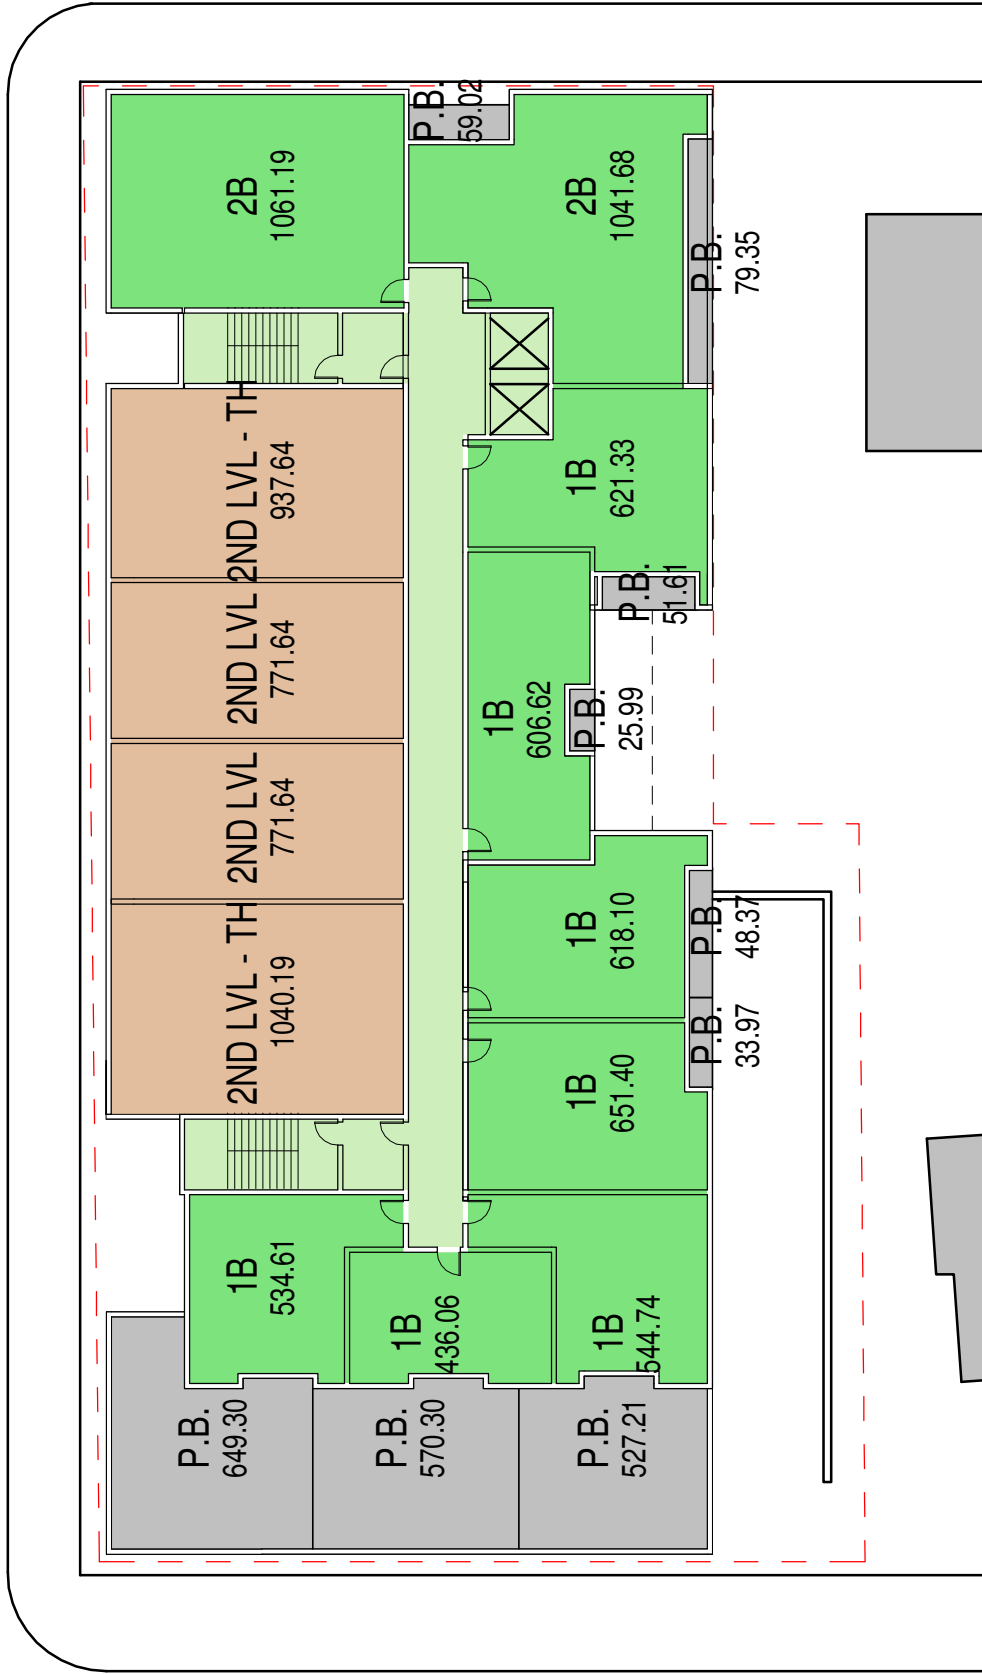 P.B.
59.02
2B
1061.19
2B
1041.68
P.B.
79.35
2ND LVL - TH
937.64
1B
621.33
P.B.
51.61
2ND LVL
771.64
1B
606.62
P.B.
25.99
2ND LVL
771.64
2ND LVL - TH
1040.19
1B
618.10
P.B.
48.37
P.B.
33.97
1B
651.40
1B
534.61
1B
436.06
1B
544.74
P.B.
649.30
P.B.
570.30
P.B.
527.21